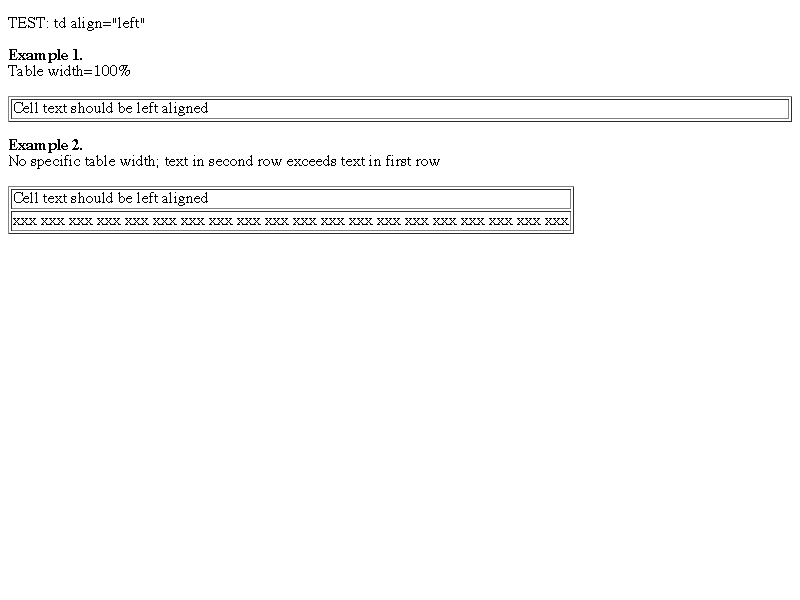 TEST: td align="left"
Example 1.
Table width=100%
Cell text should be left aligned
Example 2.
No specific table width; text in second row exceeds text in first row
Cell text should be left aligned
xxx xxx xxx xxx xxx xxx xxx xxx xxx xxx xxx xxx xxx xxx xxx xxx xxx xxx xxx xxx